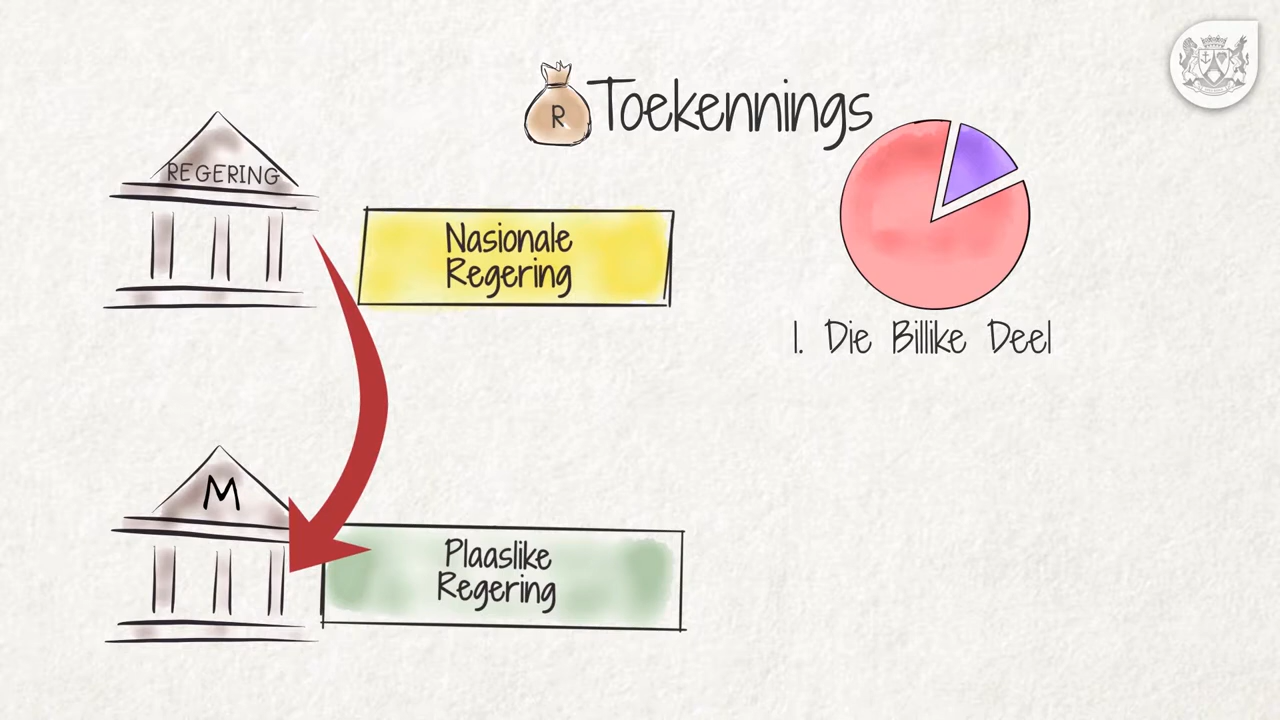 R Toekennings
REGERING
Nasionale
Regering
1. Die Billike Deel
M
Plaaslike
Regering